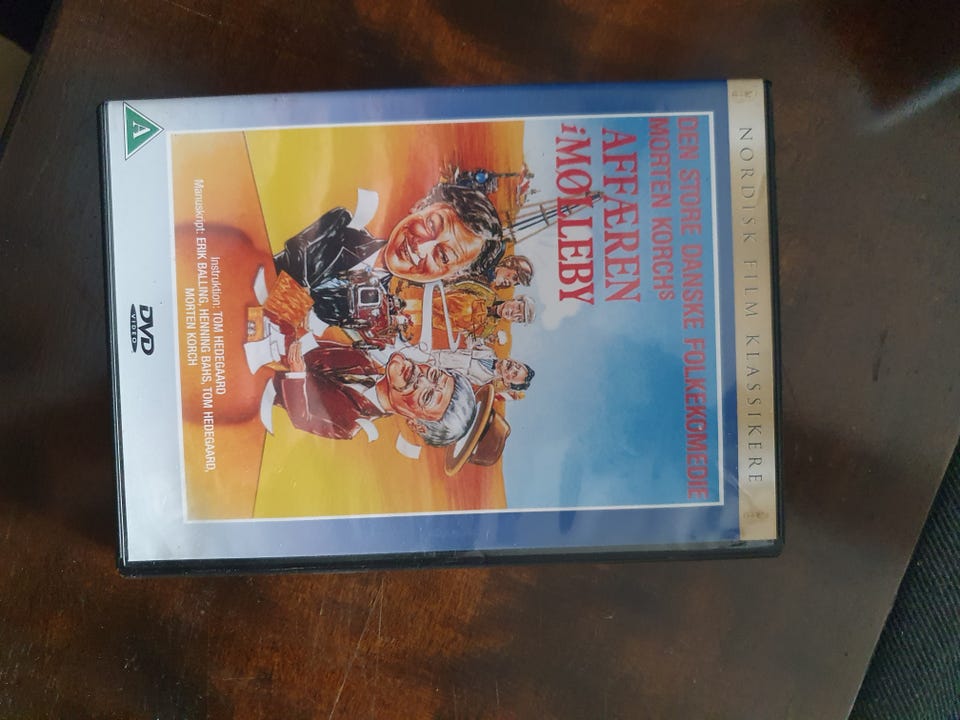 NORDISK FILM KLASSIKERE
DEN STORE DANSKE FOLKEKOMEDIE
MORTEN KORCHs
AFFÆREN
i MØLLEBY
Instruktion: TOM HEDEGAARD
Manuskript: ERIK BALLING, HENNING BAHS, TOM HEDEGAARD,
MORTEN KORCH
A
DVD
VIDEO